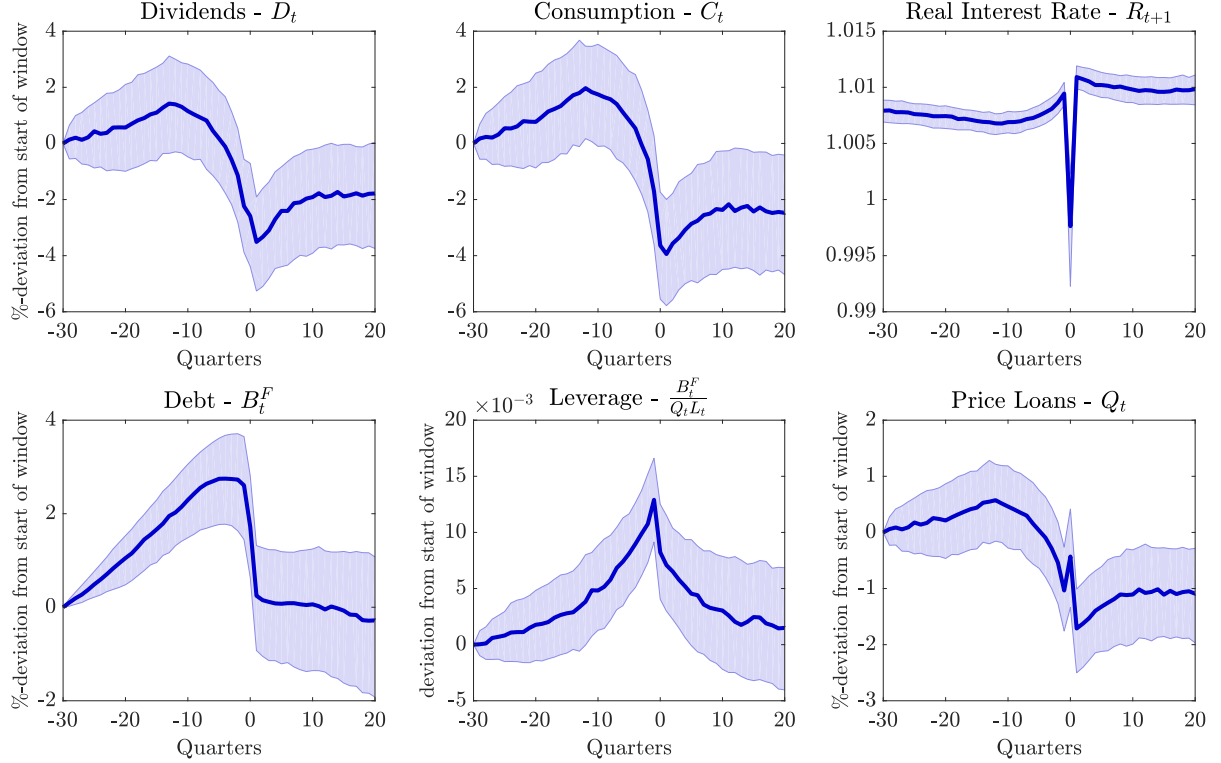 Dividends - D_t
%-deviation from start of window
4
2
0
-2
-4
-6
-30 -20 -10 0 10 20
Quarters
Consumption - C_t
4
2
0
-2
-4
-6
-30 -20 -10 0 10 20
Quarters
Real Interest Rate - R_{t+1}
1.015
1.01
1.005
1
0.995
0.99
-30 -20 -10 0 10 20
Quarters
Debt - B_t^F
%-deviation from start of window
4
2
0
-2
-30 -20 -10 0 10 20
Quarters
×10^{-3} Leverage - \frac{B_t^F}{Q_t L_t}
deviation from start of window
20
15
10
5
0
-5
-30 -20 -10 0 10 20
Quarters
Price Loans - Q_t
%-deviation from start of window
2
1
0
-1
-2
-3
-30 -20 -10 0 10 20
Quarters